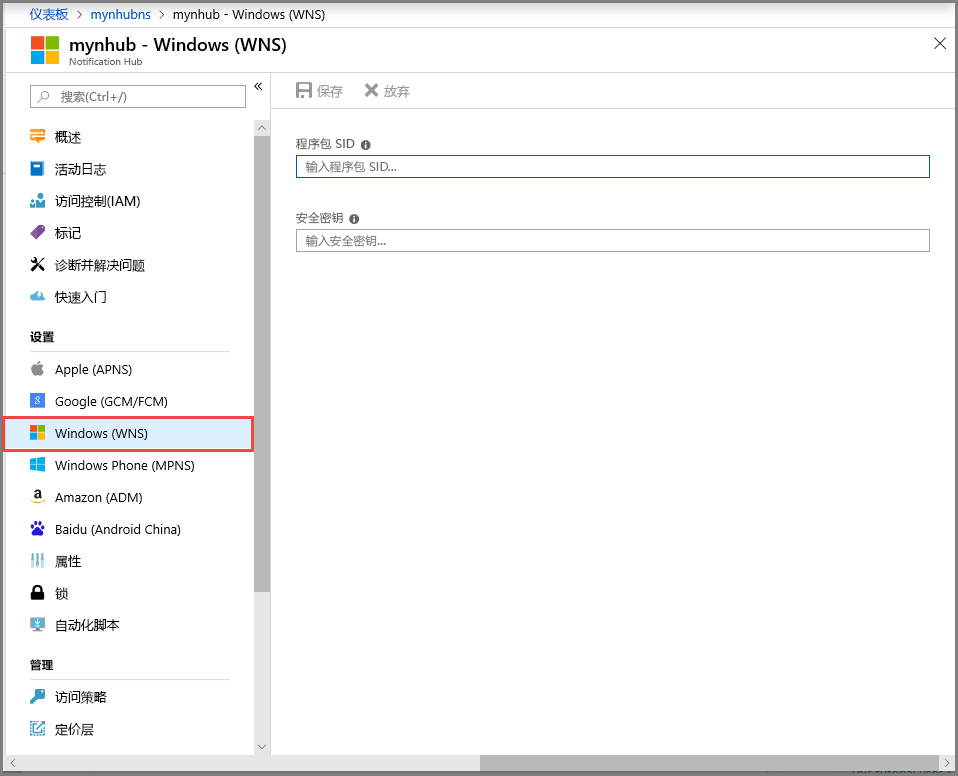 仪表板 > mynhubns > mynhub - Windows (WNS)
mynhub - Windows (WNS)
Notification Hub
搜索(Ctrl+/)
«
保存
放弃
概述
活动日志
访问控制(IAM)
标记
诊断并解决问题
快速入门
设置
Apple (APNS)
Google (GCM/FCM)
Windows (WNS)
Windows Phone (MPNS)
Amazon (ADM)
Baidu (Android China)
属性
锁
自动化脚本
管理
访问策略
定价层
程序包 SID
输入程序包 SID...
安全密钥
输入安全密钥...